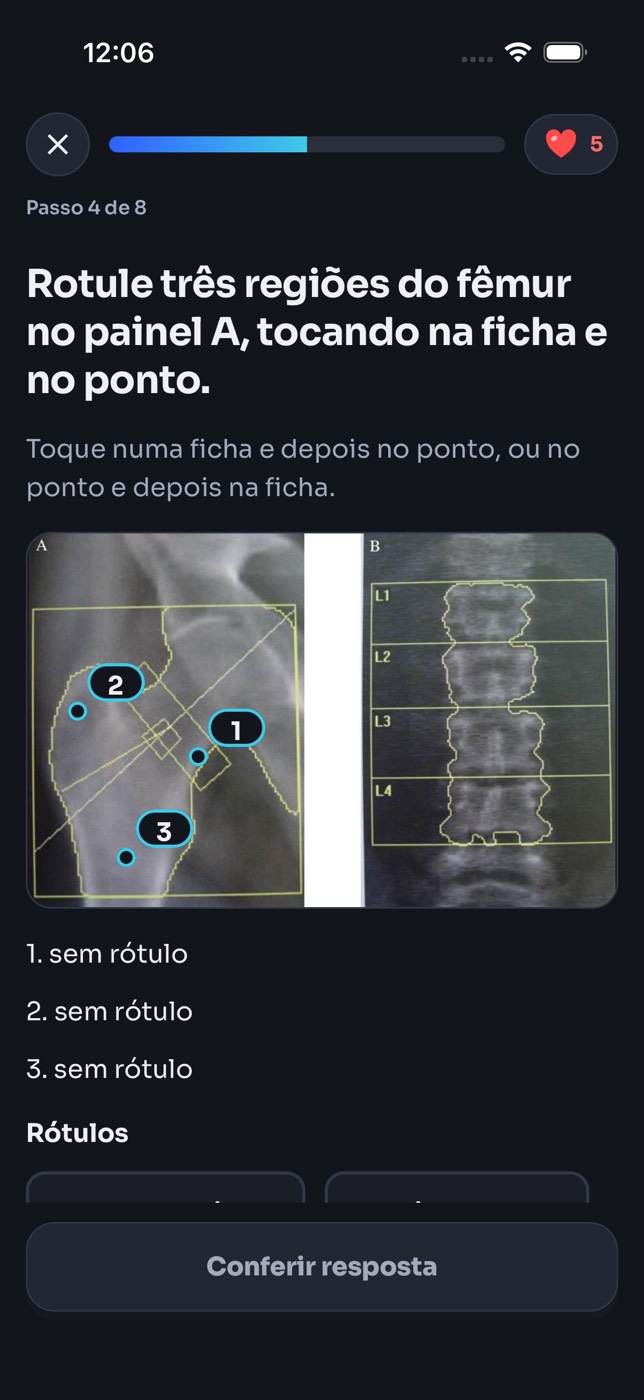 12:06
5
Passo 4 de 8
Rotule três regiões do fêmur
no painel A, tocando na ficha e
no ponto.
Toque numa ficha e depois no ponto, ou no
ponto e depois na ficha.
A
B
L1
L2
L3
L4
2
1
3
1. sem rótulo
2. sem rótulo
3. sem rótulo
Rótulos
Conferir resposta